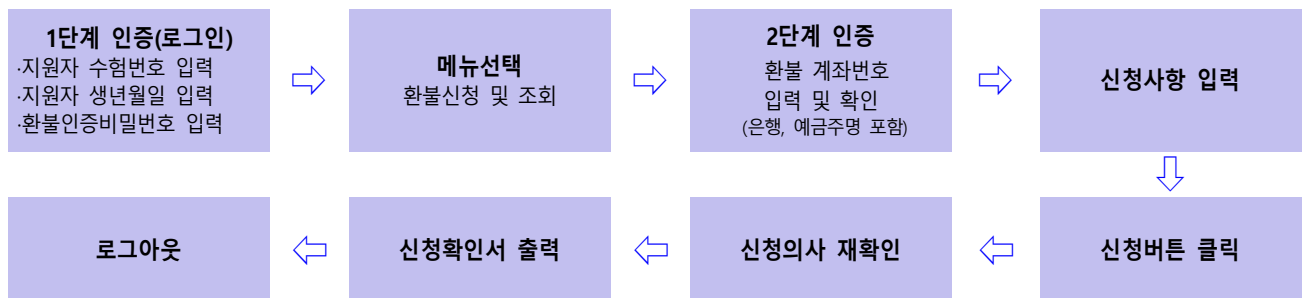 1단계 인증(로그인)
·지원자 수험번호 입력
·지원자 생년월일 입력
·환불인증비밀번호 입력
메뉴선택
환불신청 및 조회
2단계 인증
환불 계좌번호
입력 및 확인
(은행, 예금주명 포함)
신청사항 입력
신청버튼 클릭
신청의사 재확인
신청확인서 출력
로그아웃